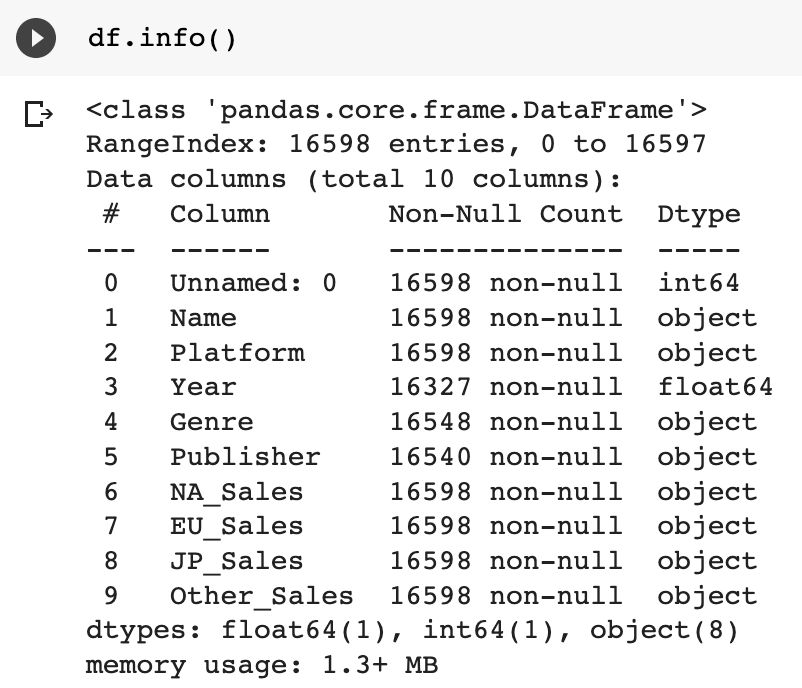 df.info()
<class 'pandas.core.frame.DataFrame'>
RangeIndex: 16598 entries, 0 to 16597
Data columns (total 10 columns):
 #   Column       Non-Null Count  Dtype
---  ------       --------------  -----
 0   Unnamed: 0   16598 non-null  int64
 1   Name         16598 non-null  object
 2   Platform     16598 non-null  object
 3   Year         16327 non-null  float64
 4   Genre        16548 non-null  object
 5   Publisher    16540 non-null  object
 6   NA_Sales     16598 non-null  object
 7   EU_Sales     16598 non-null  object
 8   JP_Sales     16598 non-null  object
 9   Other_Sales  16598 non-null  object
dtypes: float64(1), int64(1), object(8)
memory usage: 1.3+ MB